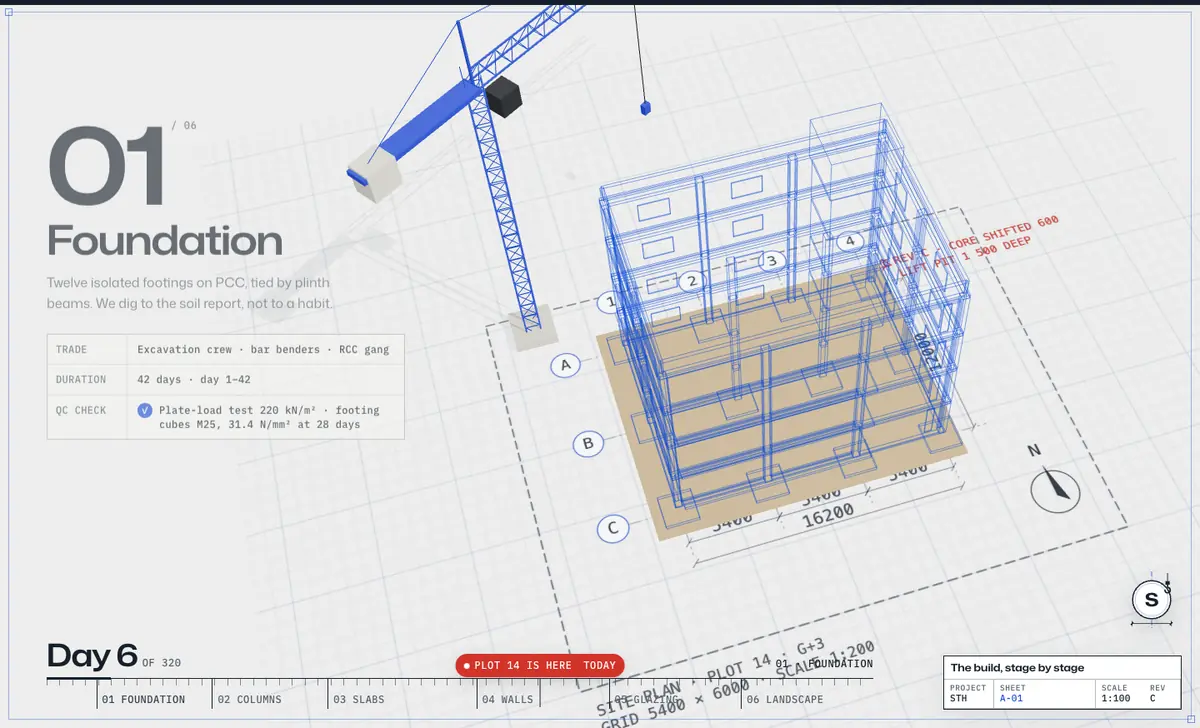 01 / 06
Foundation
Twelve isolated footings on PCC, tied by plinth
beams. We dig to the soil report, not to a habit.
TRADE Excavation crew · bar benders · RCC gang
DURATION 42 days · day 1–42
QC CHECK Plate-load test 220 kN/m² · footing
cubes M25, 31.4 N/mm² at 28 days
1
2
3
4
A
B
C
REV C CORE SHIFTED 600
LIFT PIT 1 500 DEEP
12000
5400
5400
5400
16200
N
S
SITE PLAN · PLOT 14 · G+3
GRID 5400 × 6000 · SCALE 1:200
Day 6 OF 320
PLOT 14 IS HERE TODAY
01 FOUNDATION
01 FOUNDATION
02 COLUMNS
03 SLABS
04 WALLS
05 GLAZING
06 LANDSCAPE
The build, stage by stage
PROJECT SHEET SCALE REV
STH A-01 1:100 C